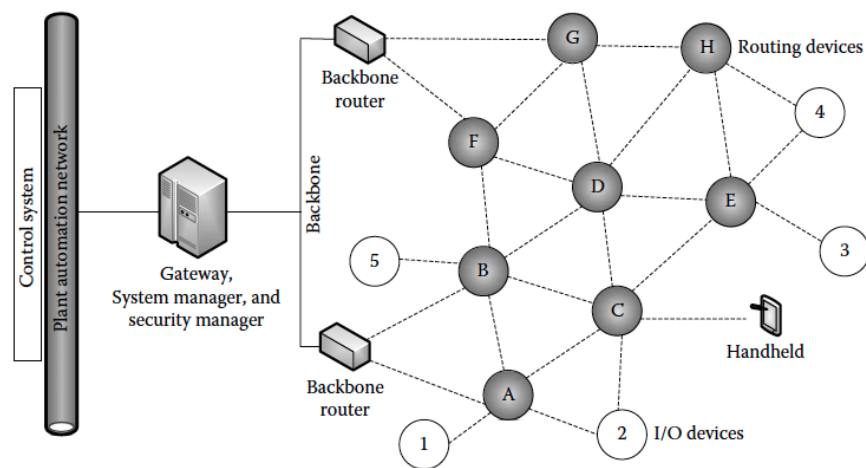 Control system
Plant automation network
Gateway,
System manager, and
security manager
Backbone
Backbone
router
Backbone
router
G
H
Routing devices
4
F
D
E
3
5
B
C
Handheld
A
1
2
I/O devices